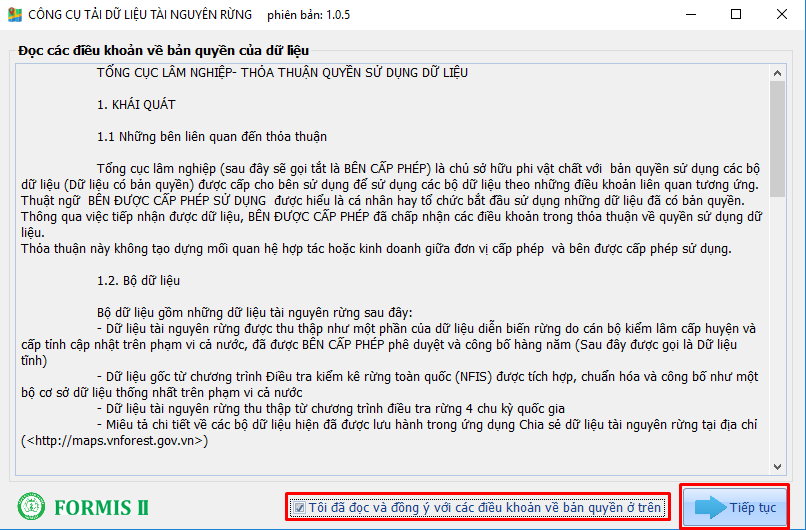 CÔNG CỤ TẢI DỮ LIỆU TÀI NGUYÊN RỪNG phiên bản: 1.0.5
Đọc các điều khoản về bản quyền của dữ liệu
TỔNG CỤC LÂM NGHIỆP- THỎA THUẬN QUYỀN SỬ DỤNG DỮ LIỆU
1. KHÁI QUÁT
1.1 Những bên liên quan đến thỏa thuận
Tổng cục lâm nghiệp (sau đây sẽ gọi tắt là BÊN CẤP PHÉP) là chủ sở hữu phi vật chất với bản quyền sử dụng các bộ
dữ liệu (Dữ liệu có bản quyền) được cấp cho bên sử dụng để sử dụng các bộ dữ liệu theo những điều khoản liên quan tương ứng.
Thuật ngữ BÊN ĐƯỢC CẤP PHÉP SỬ DỤNG được hiểu là cá nhân hay tổ chức bắt đầu sử dụng những dữ liệu đã có bản quyền.
Thông qua việc tiếp nhận được dữ liệu, BÊN ĐƯỢC CẤP PHÉP đã chấp nhận các điều khoản trong thỏa thuận về quyền sử dụng dữ
liệu.
Thỏa thuận này không tạo dựng mối quan hệ hợp tác hoặc kinh doanh giữa đơn vị cấp phép và bên được cấp phép sử dụng.
1.2. Bộ dữ liệu
Bộ dữ liệu gồm những dữ liệu tài nguyên rừng sau đây:
- Dữ liệu tài nguyên rừng được thu thập như một phần của dữ liệu diễn biến rừng do cán bộ kiểm lâm cấp huyện và
cấp tỉnh cập nhật trên phạm vi cả nước, đã được BÊN CẤP PHÉP phê duyệt và công bố hàng năm (Sau đây được gọi là Dữ liệu
tĩnh)
- Dữ liệu gốc từ chương trình Điều tra kiểm kê rừng toàn quốc (NFIS) được tích hợp, chuẩn hóa và công bố như một
bộ cơ sở dữ liệu thống nhất trên phạm vi cả nước
- Dữ liệu tài nguyên rừng thu thập từ chương trình điều tra rừng 4 chu kỳ quốc gia
- Miêu tả chi tiết về các bộ dữ liệu hiện đã được lưu hành trong ứng dụng Chia sẻ dữ liệu tài nguyên rừng tại địa chỉ
(<http://maps.vnforest.gov.vn>)
FORMIS II
Tôi đã đọc và đồng ý với các điều khoản về bản quyền ở trên
Tiếp tục